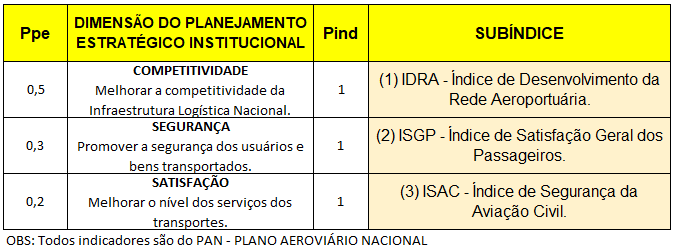 Ppe
DIMENSÃO DO PLANEJAMENTO
ESTRATÉGICO INSTITUCIONAL
Pind
SUBÍNDICE
0,5
COMPETITIVIDADE
Melhorar a competitividade da
Infraestrutura Logística Nacional.
1
(1) IDRA - Índice de Desenvolvimento da
Rede Aeroportuária.
0,3
SEGURANÇA
Promover a segurança dos usuários e
bens transportados.
1
(2) ISGP - Índice de Satisfação Geral dos
Passageiros.
0,2
SATISFAÇÃO
Melhorar o nível dos serviços dos
transportes.
1
(3) ISAC - Índice de Segurança da
Aviação Civil.
OBS: Todos indicadores são do PAN - PLANO AEROVIÁRIO NACIONAL